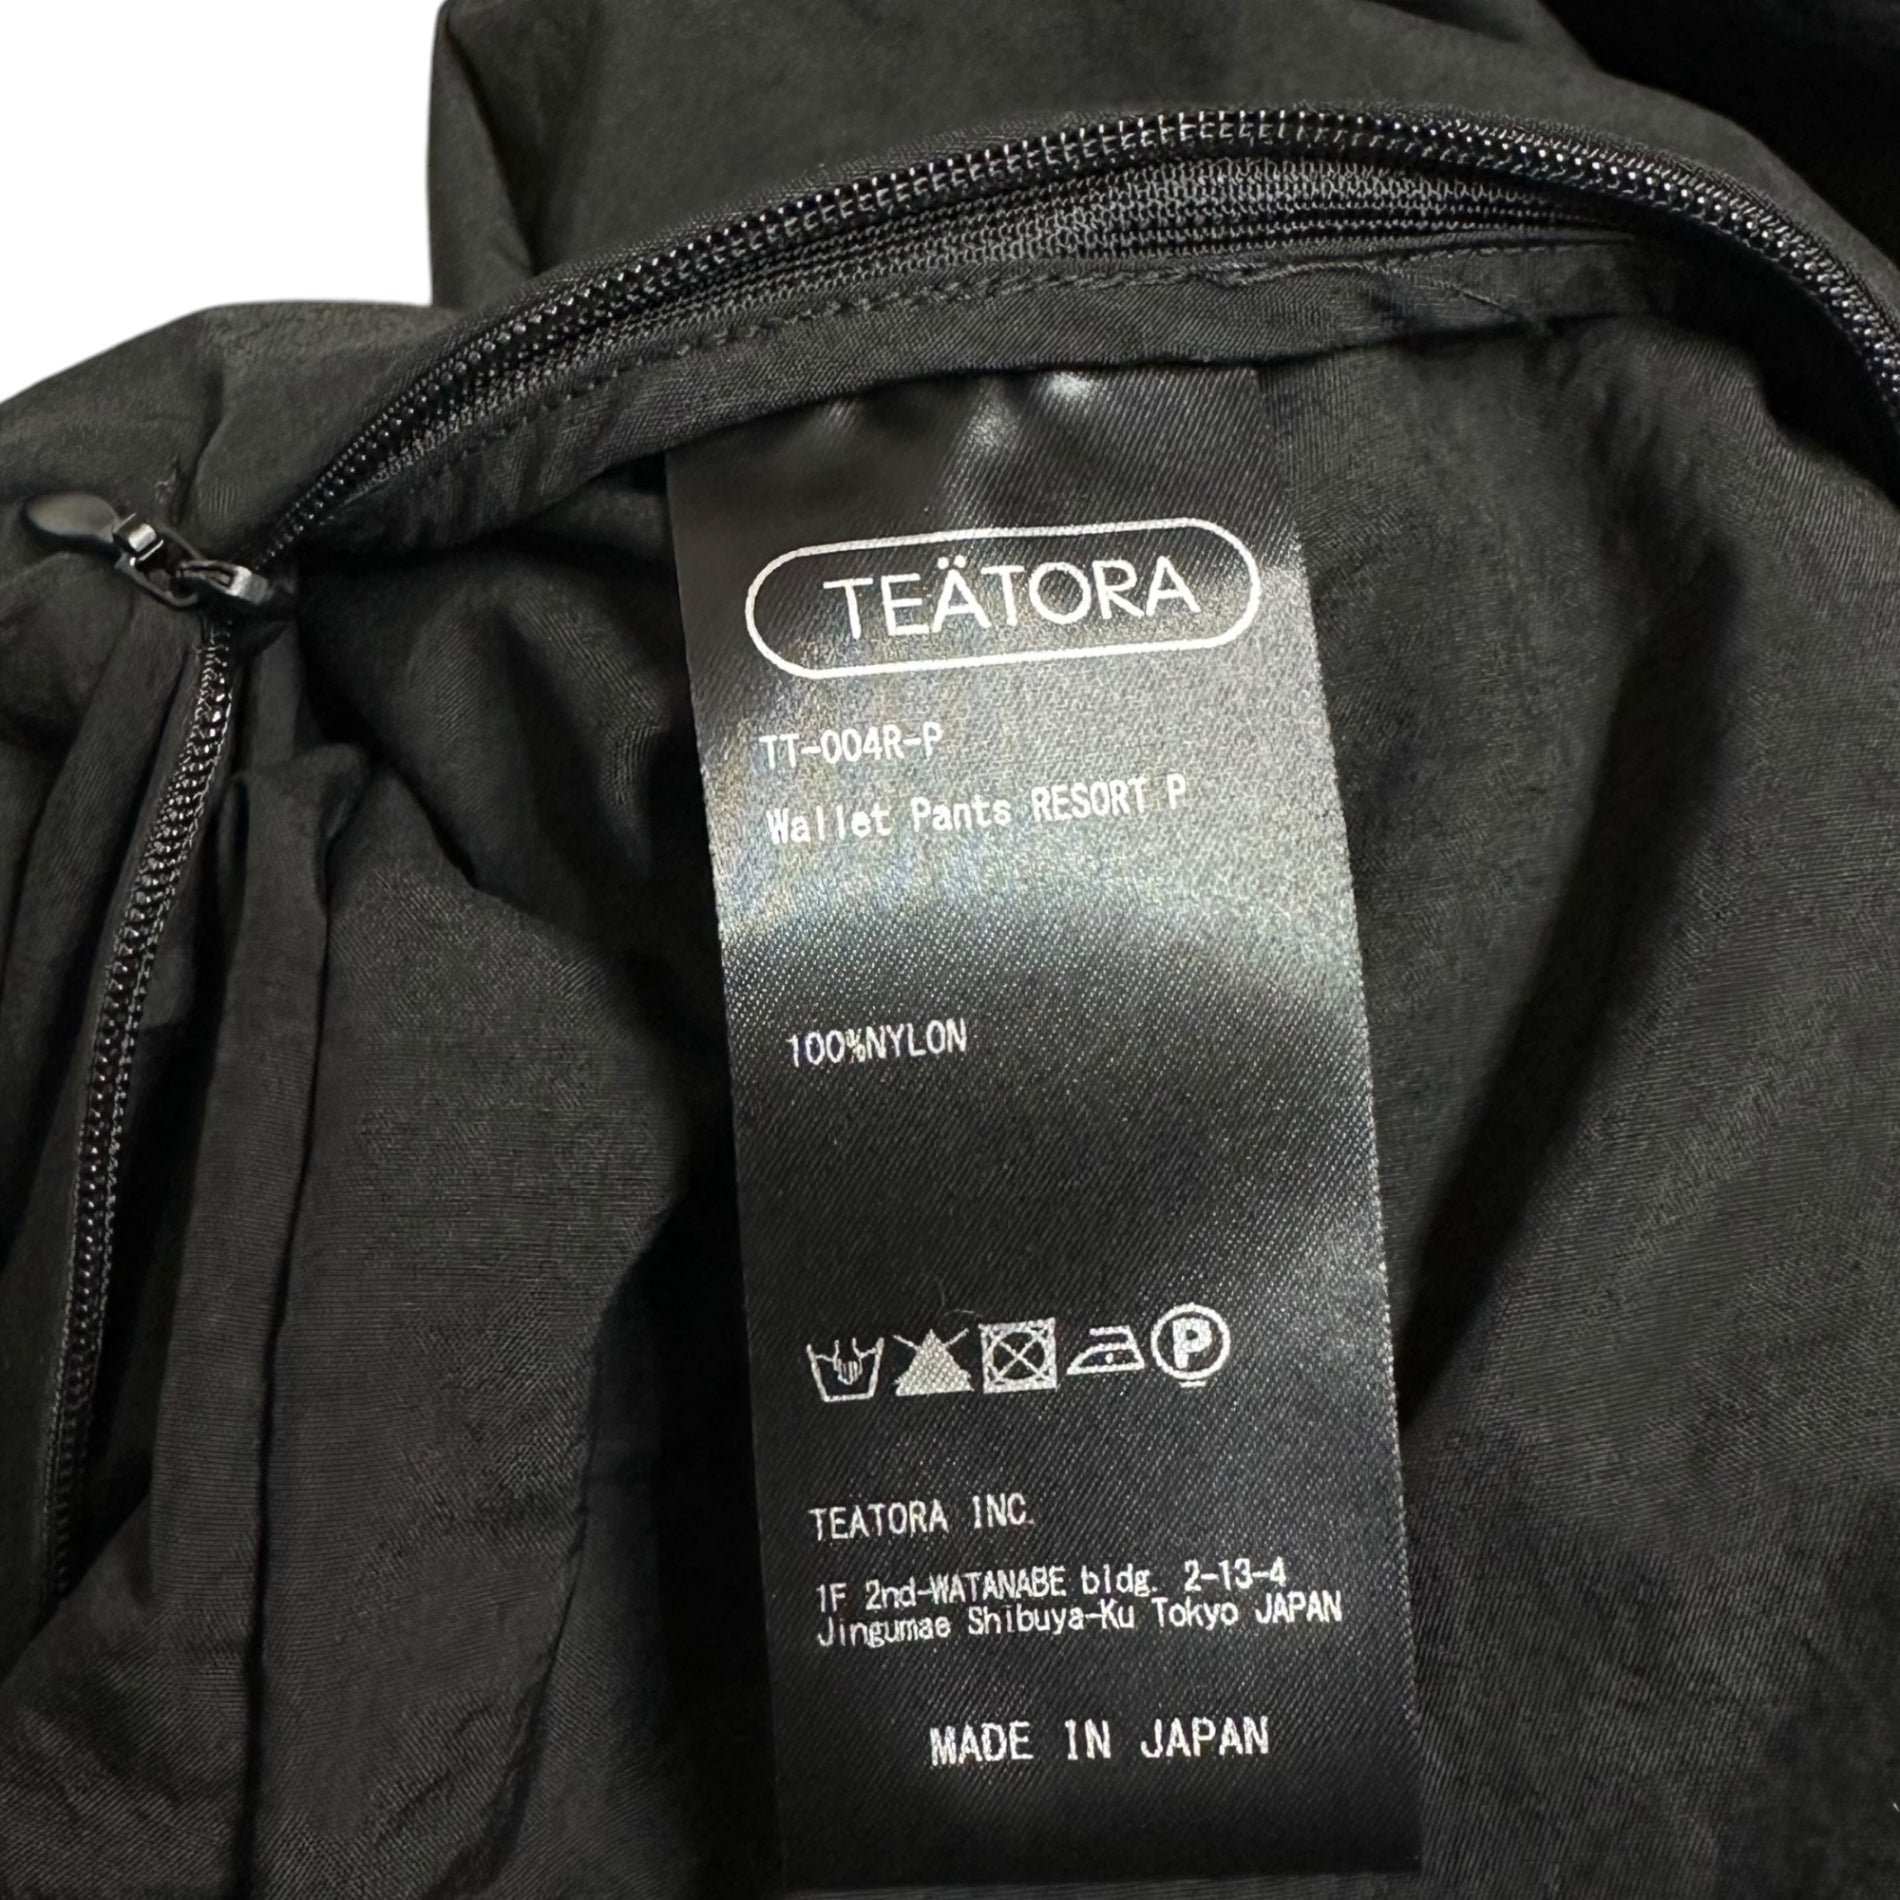 TEÄTORA
TT-004R-P
Wallet Pants RESORT P
100%NYLON
P
TEATORA INC.
1F 2nd-WATANABE bldg. 2-13-4
Jingumae Shibuya-Ku Tokyo JAPAN
MADE IN JAPAN